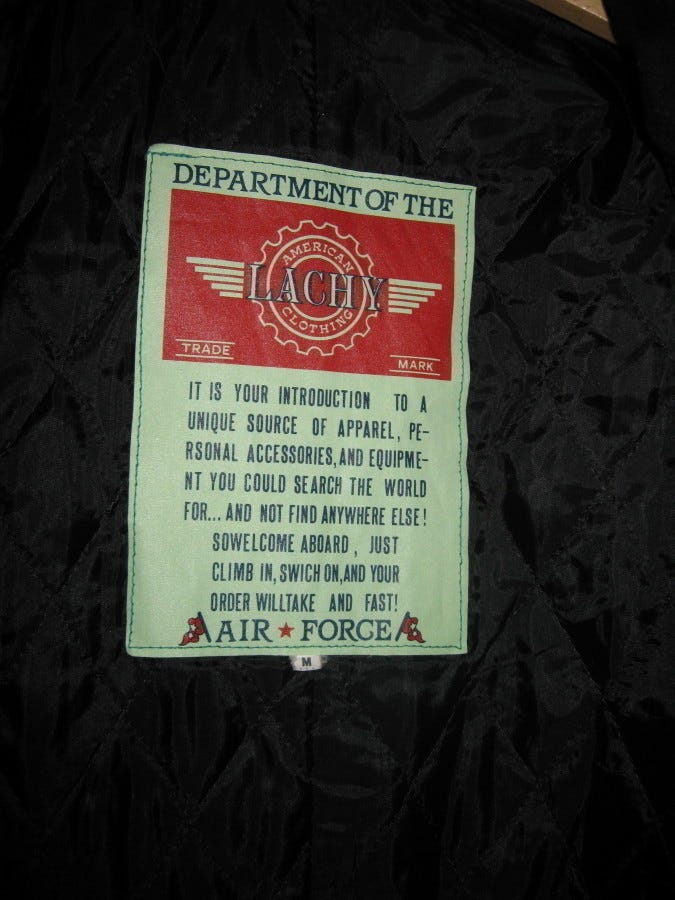 DEPARTMENT OF THE
AMERICAN
LACHY
CLOTHING
TRADE
MARK
IT IS YOUR INTRODUCTION TO A
UNIQUE SOURCE OF APPAREL, PE-
RSONAL ACCESSORIES, AND EQUIPME-
NT YOU COULD SEARCH THE WORLD
FOR... AND NOT FIND ANYWHERE ELSE!
SOWELCOME ABOARD, JUST
CLIMB IN, SWICH ON, AND YOUR
ORDER WILLTAKE AND FAST!
AIR ★ FORCE
M